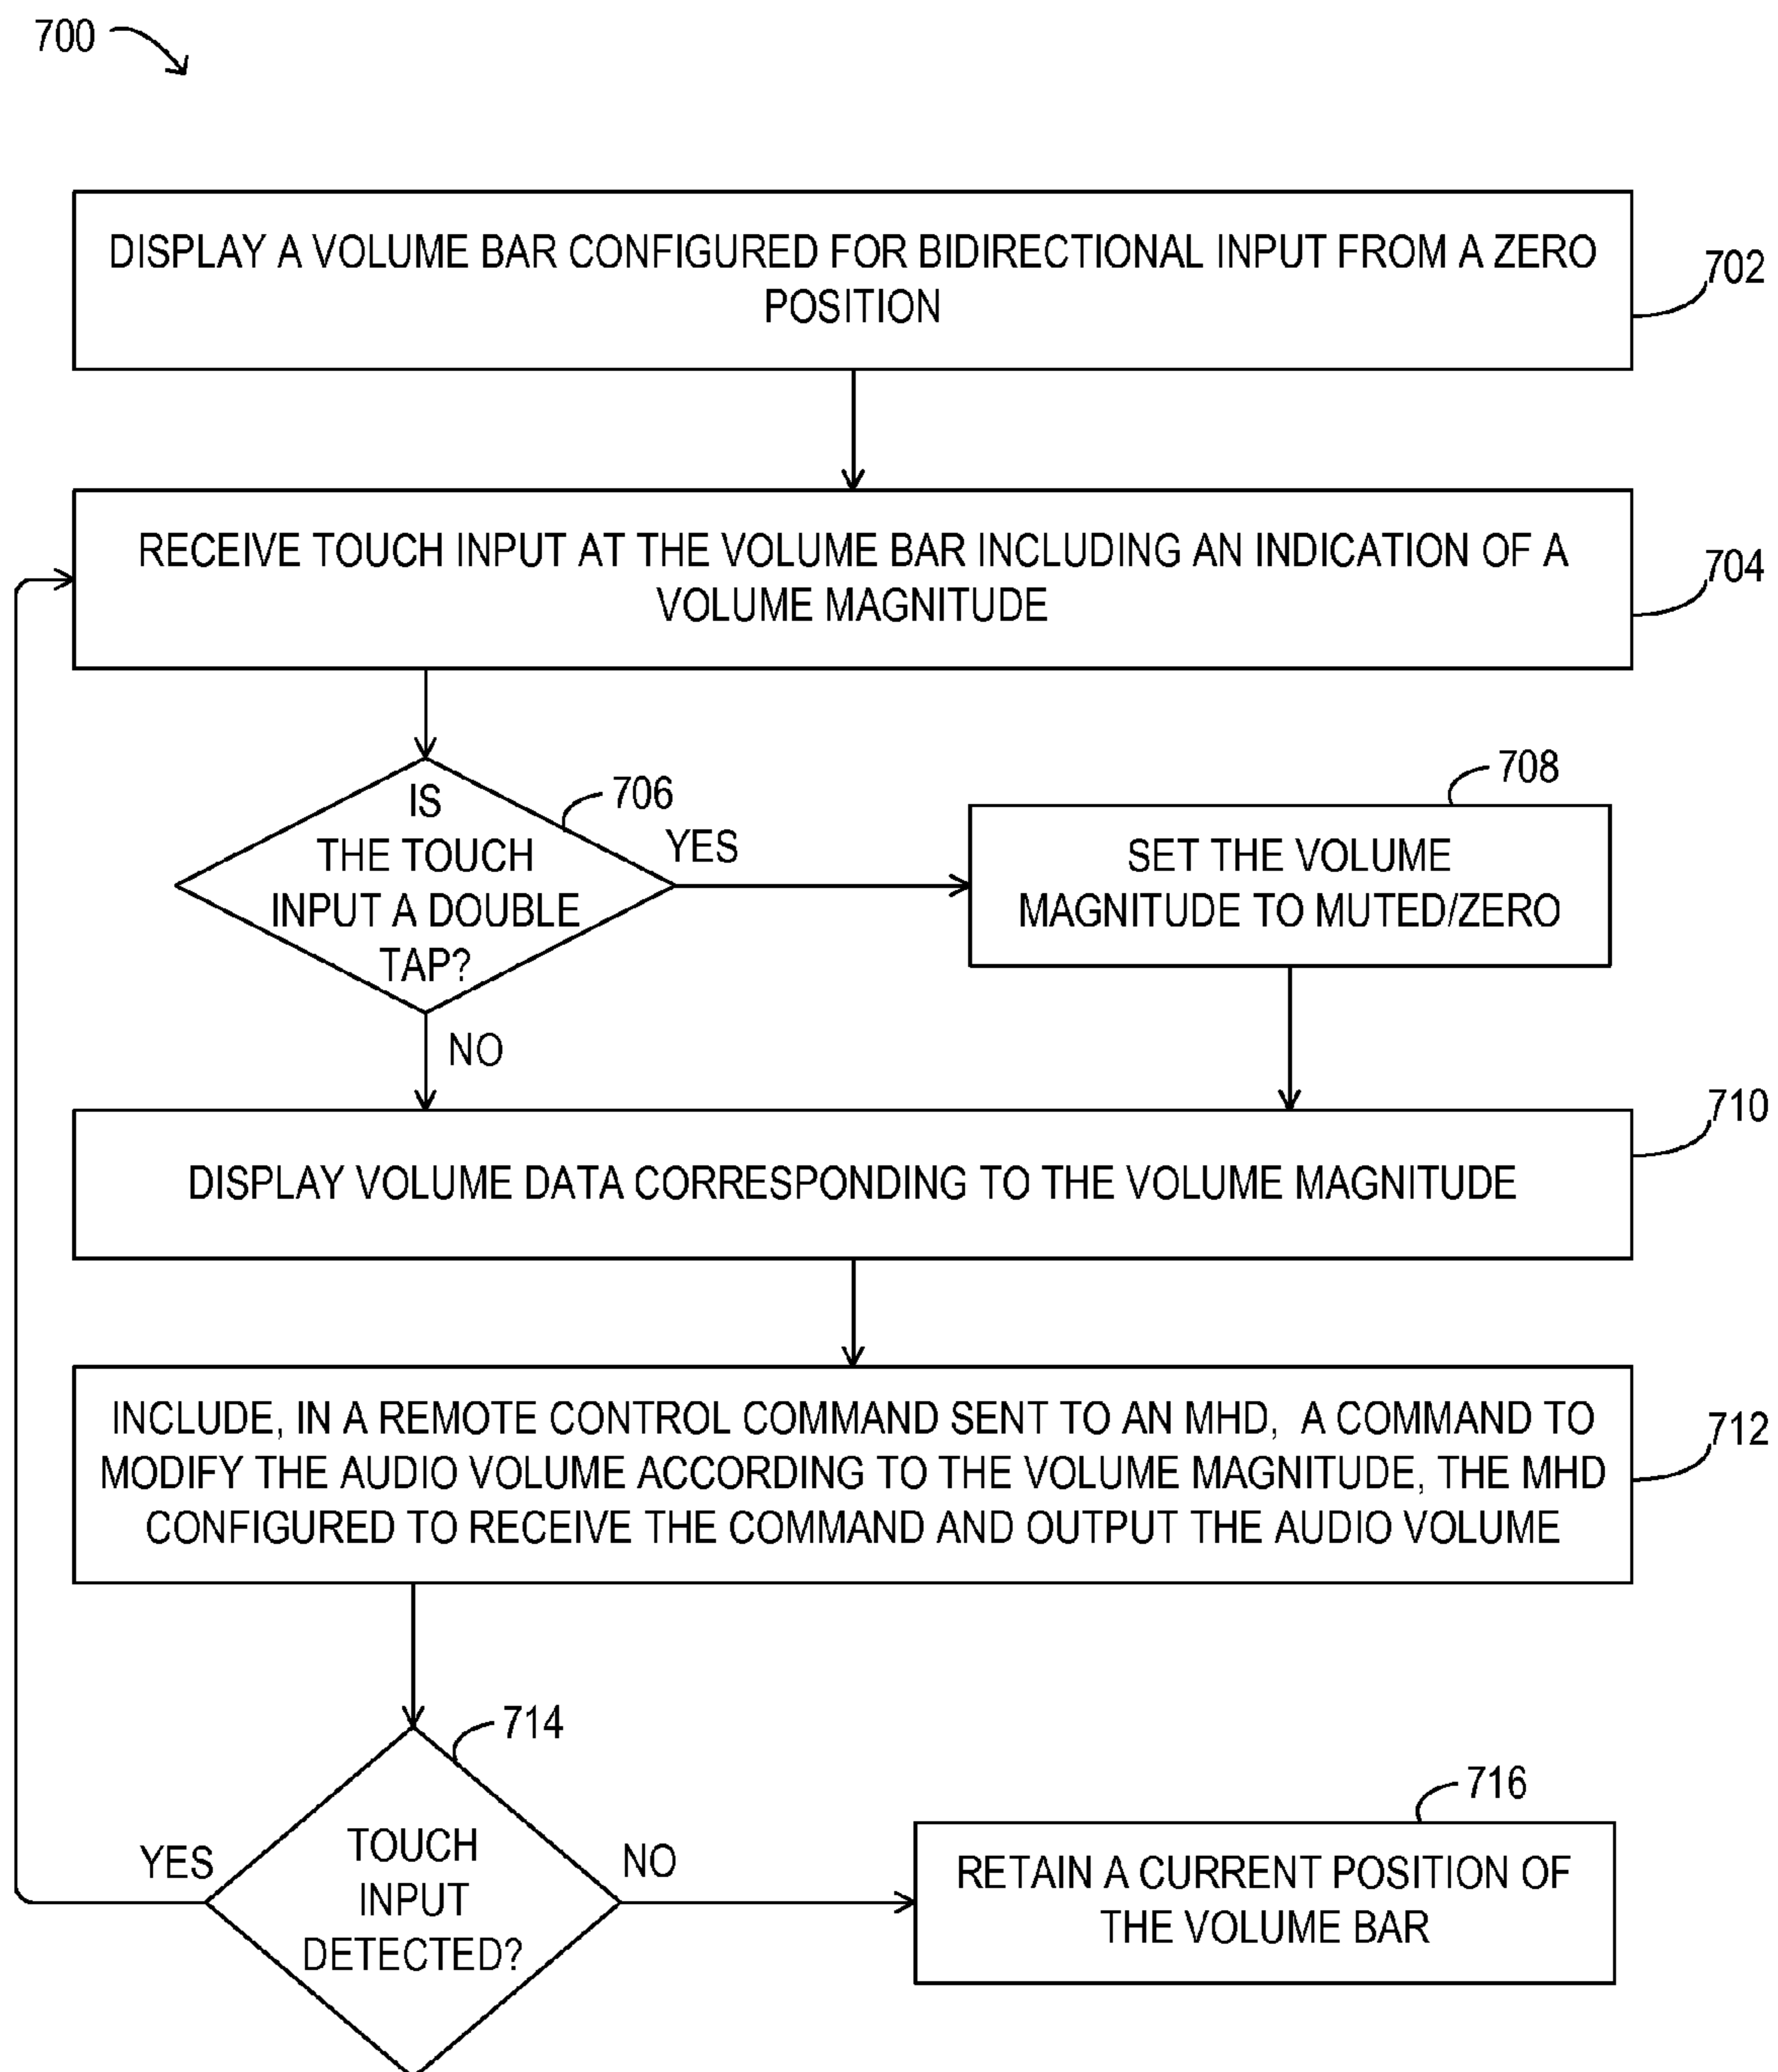 700
DISPLAY A VOLUME BAR CONFIGURED FOR BIDIRECTIONAL INPUT FROM A ZERO
POSITION
702
RECEIVE TOUCH INPUT AT THE VOLUME BAR INCLUDING AN INDICATION OF A
VOLUME MAGNITUDE
704
IS
THE TOUCH
INPUT A DOUBLE
TAP?
706
YES
NO
708
SET THE VOLUME
MAGNITUDE TO MUTED/ZERO
710
DISPLAY VOLUME DATA CORRESPONDING TO THE VOLUME MAGNITUDE
INCLUDE, IN A REMOTE CONTROL COMMAND SENT TO AN MHD, A COMMAND TO
MODIFY THE AUDIO VOLUME ACCORDING TO THE VOLUME MAGNITUDE, THE MHD
CONFIGURED TO RECEIVE THE COMMAND AND OUTPUT THE AUDIO VOLUME
712
714
TOUCH
INPUT
DETECTED?
YES
NO
716
RETAIN A CURRENT POSITION OF
THE VOLUME BAR